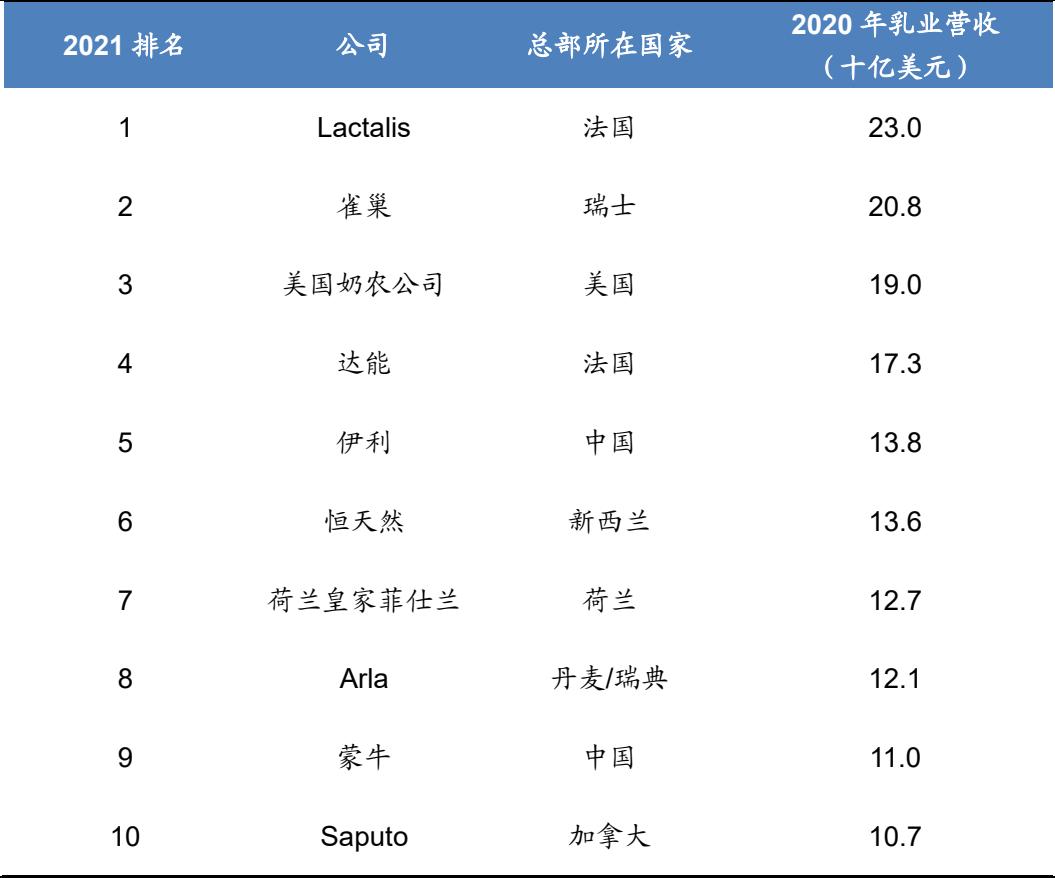 2021 排名 公司 总部所在国家 2020 年乳业营收
（十亿美元）
1 Lactalis 法国 23.0
2 雀巢 瑞士 20.8
3 美国奶农公司 美国 19.0
4 达能 法国 17.3
5 伊利 中国 13.8
6 恒天然 新西兰 13.6
7 荷兰皇家菲仕兰 荷兰 12.7
8 Arla 丹麦/瑞典 12.1
9 蒙牛 中国 11.0
10 Saputo 加拿大 10.7